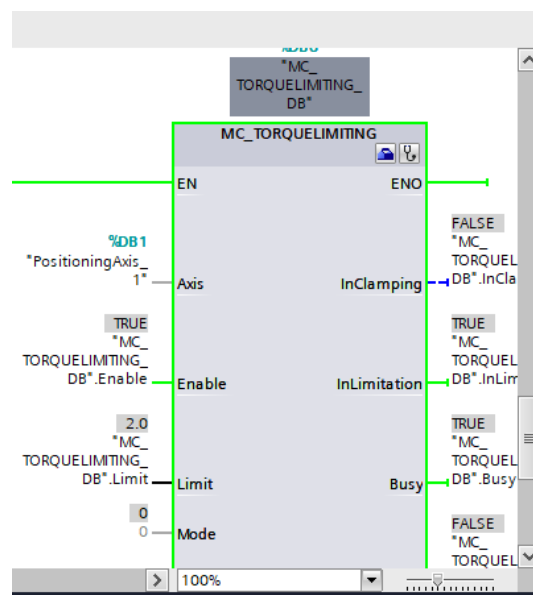 "MC_
TORQUELIMITING_
DB"
MC_TORQUELIMITING
EN
ENO
%DB1
"PositioningAxis_
1"
Axis
FALSE
"MC_
TORQUEL
DB".InCla
InClamping
TRUE
"MC_
TORQUELIMITING_
DB".Enable
Enable
TRUE
"MC_
TORQUEL
DB".InLim
InLimitation
2.0
"MC_
TORQUELIMITING_
DB".Limit
Limit
TRUE
"MC_
TORQUEL
DB".Busy
Busy
0
0
Mode
FALSE
"MC_
TORQUEL
100%